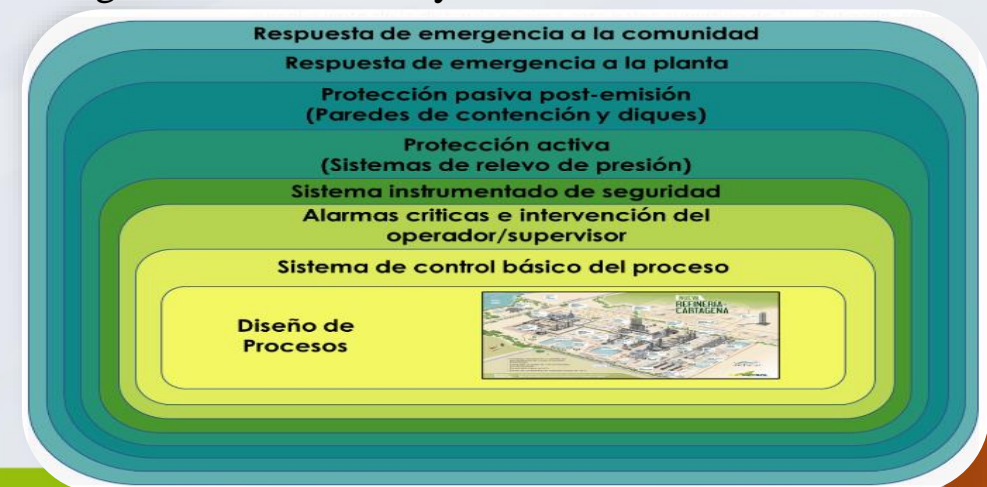 Respuesta de emergencia a la comunidad
Respuesta de emergencia a la planta
Protección pasiva post-emisión
(Paredes de contención y diques)
Protección activa
(Sistemas de relevo de presión)
Sistema instrumentado de seguridad
Alarmas criticas e intervención del
operador/supervisor
Sistema de control básico del proceso
Diseño de
Procesos
NUEVA
REFINERÍA
CARTAGENA